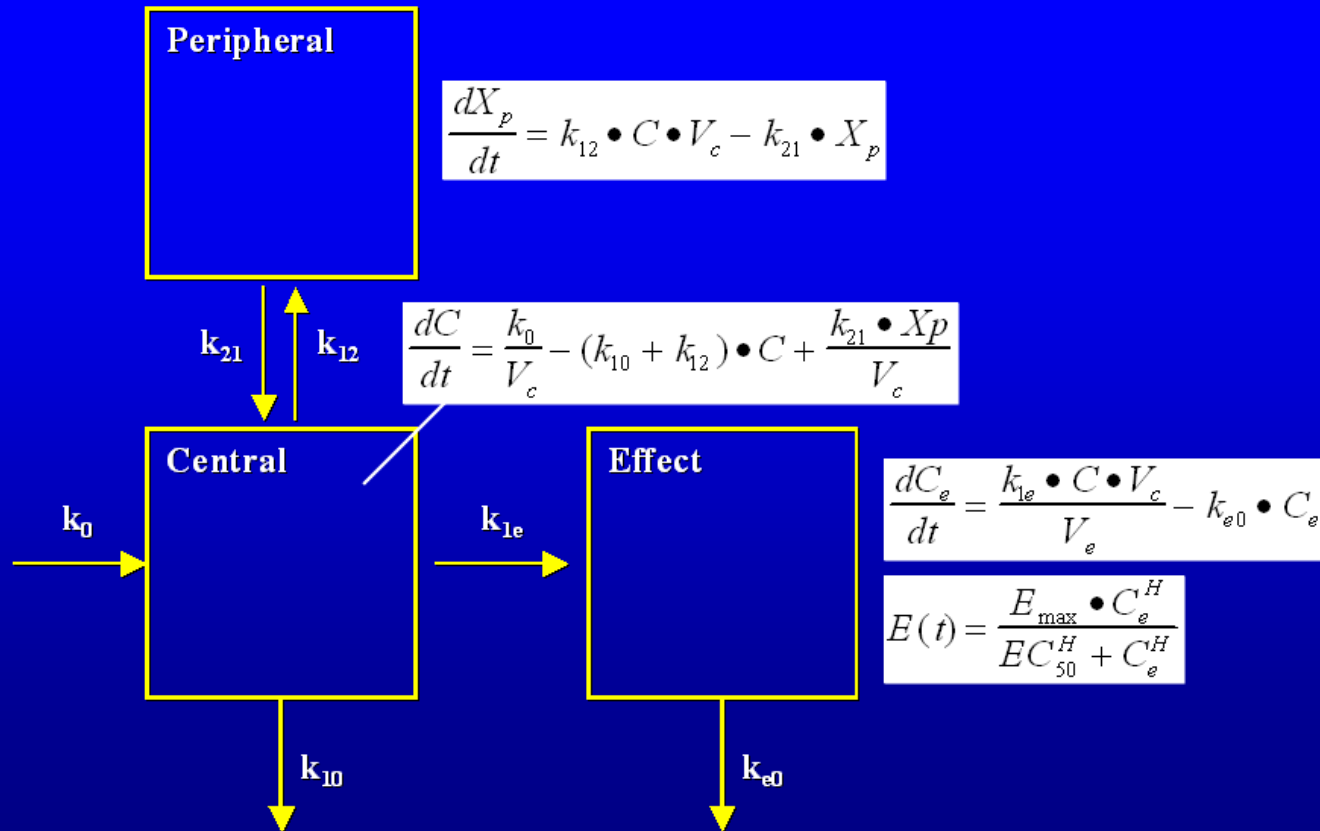 Peripheral
dX_p/dt = k_12 • C • V_c − k_21 • X_p
k_21
k_12
dC/dt = k_0/V_c − (k_10 + k_12) • C + k_21 • Xp/V_c
Central
Effect
k_0
k_1e
dC_e/dt = k_1e • C • V_c/V_e − k_e0 • C_e
E(t) = E_max • C_e^H/EC_50^H + C_e^H
k_10
k_e0